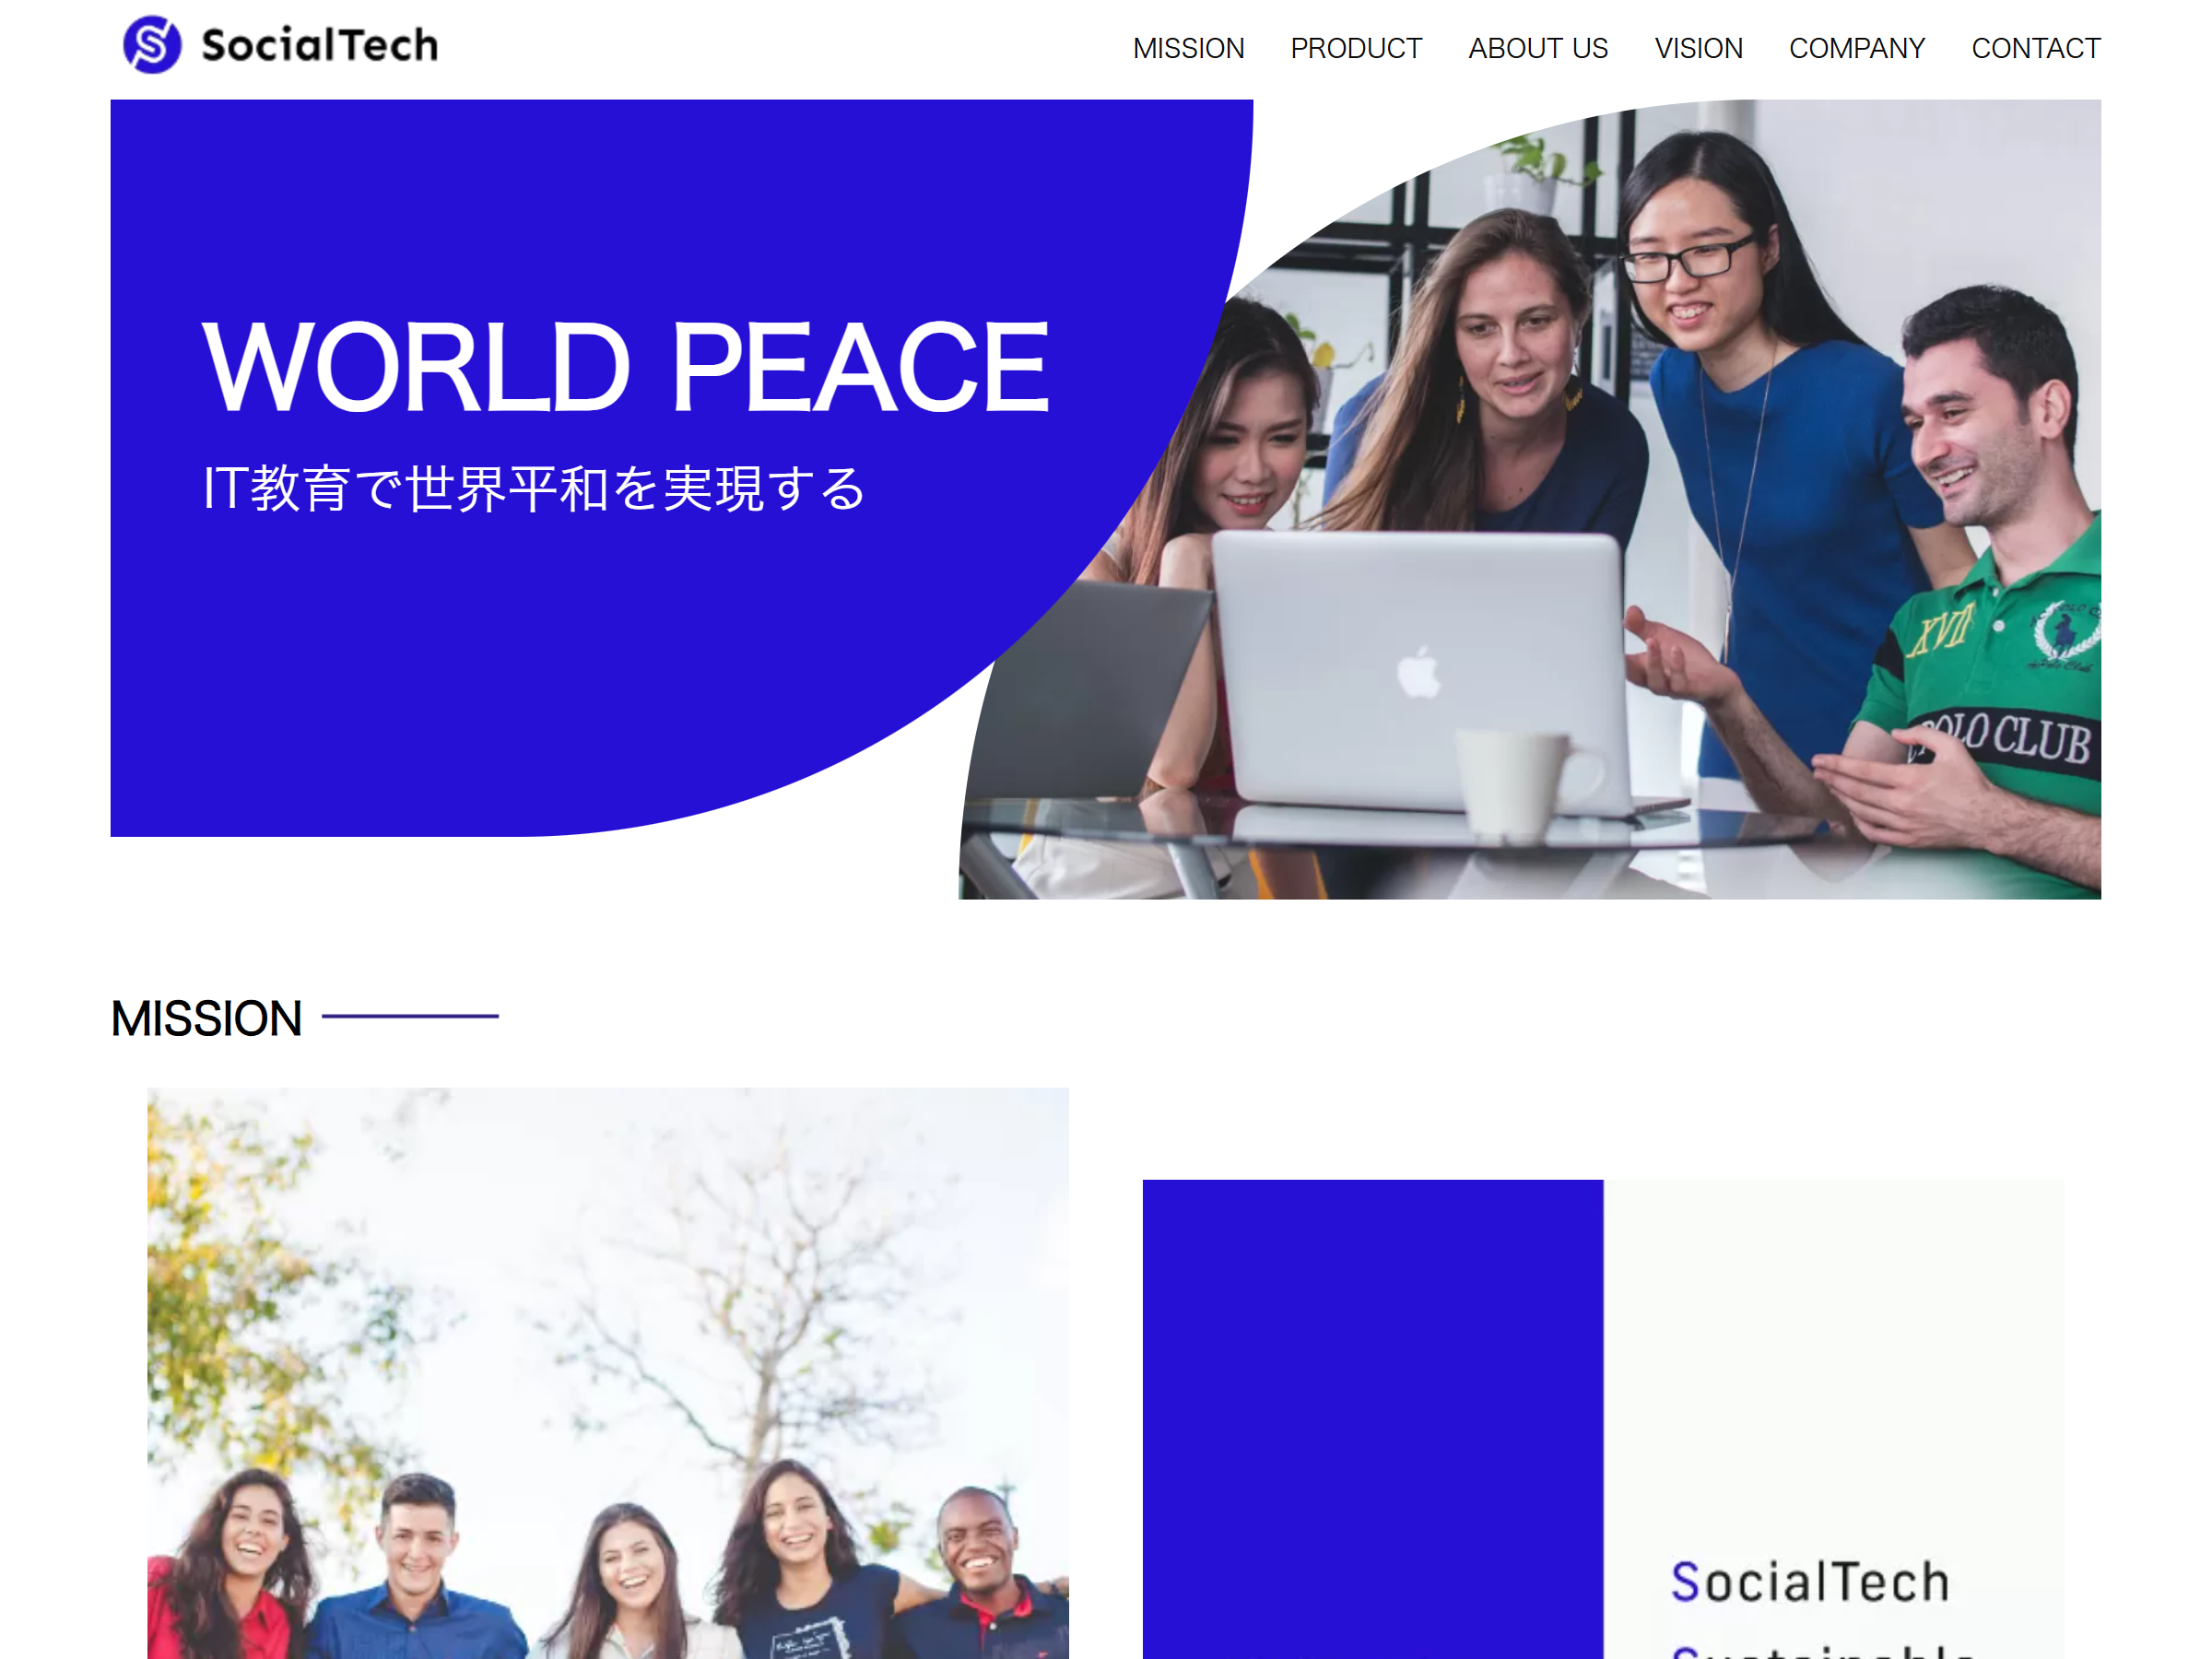 SocialTech
MISSION PRODUCT ABOUT US VISION COMPANY CONTACT
WORLD PEACE
IT教育で世界平和を実現する
XVII
POLO CLUB
MISSION
SocialTech
Sustainable